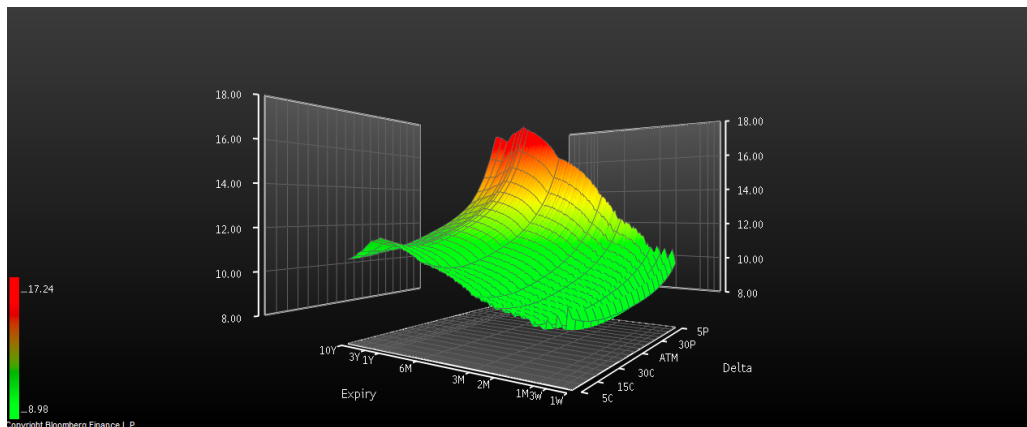 18.00
16.00
14.00
12.00
10.00
8.00
18.00
16.00
14.00
12.00
10.00
8.00
17.24
8.98
10Y 3Y 1Y 6M 3M 2M 1M 3W 1W
Expiry
5P
30P
ATM
30C
15C
5C
Delta
Copyright Bloomberg Finance L.P.